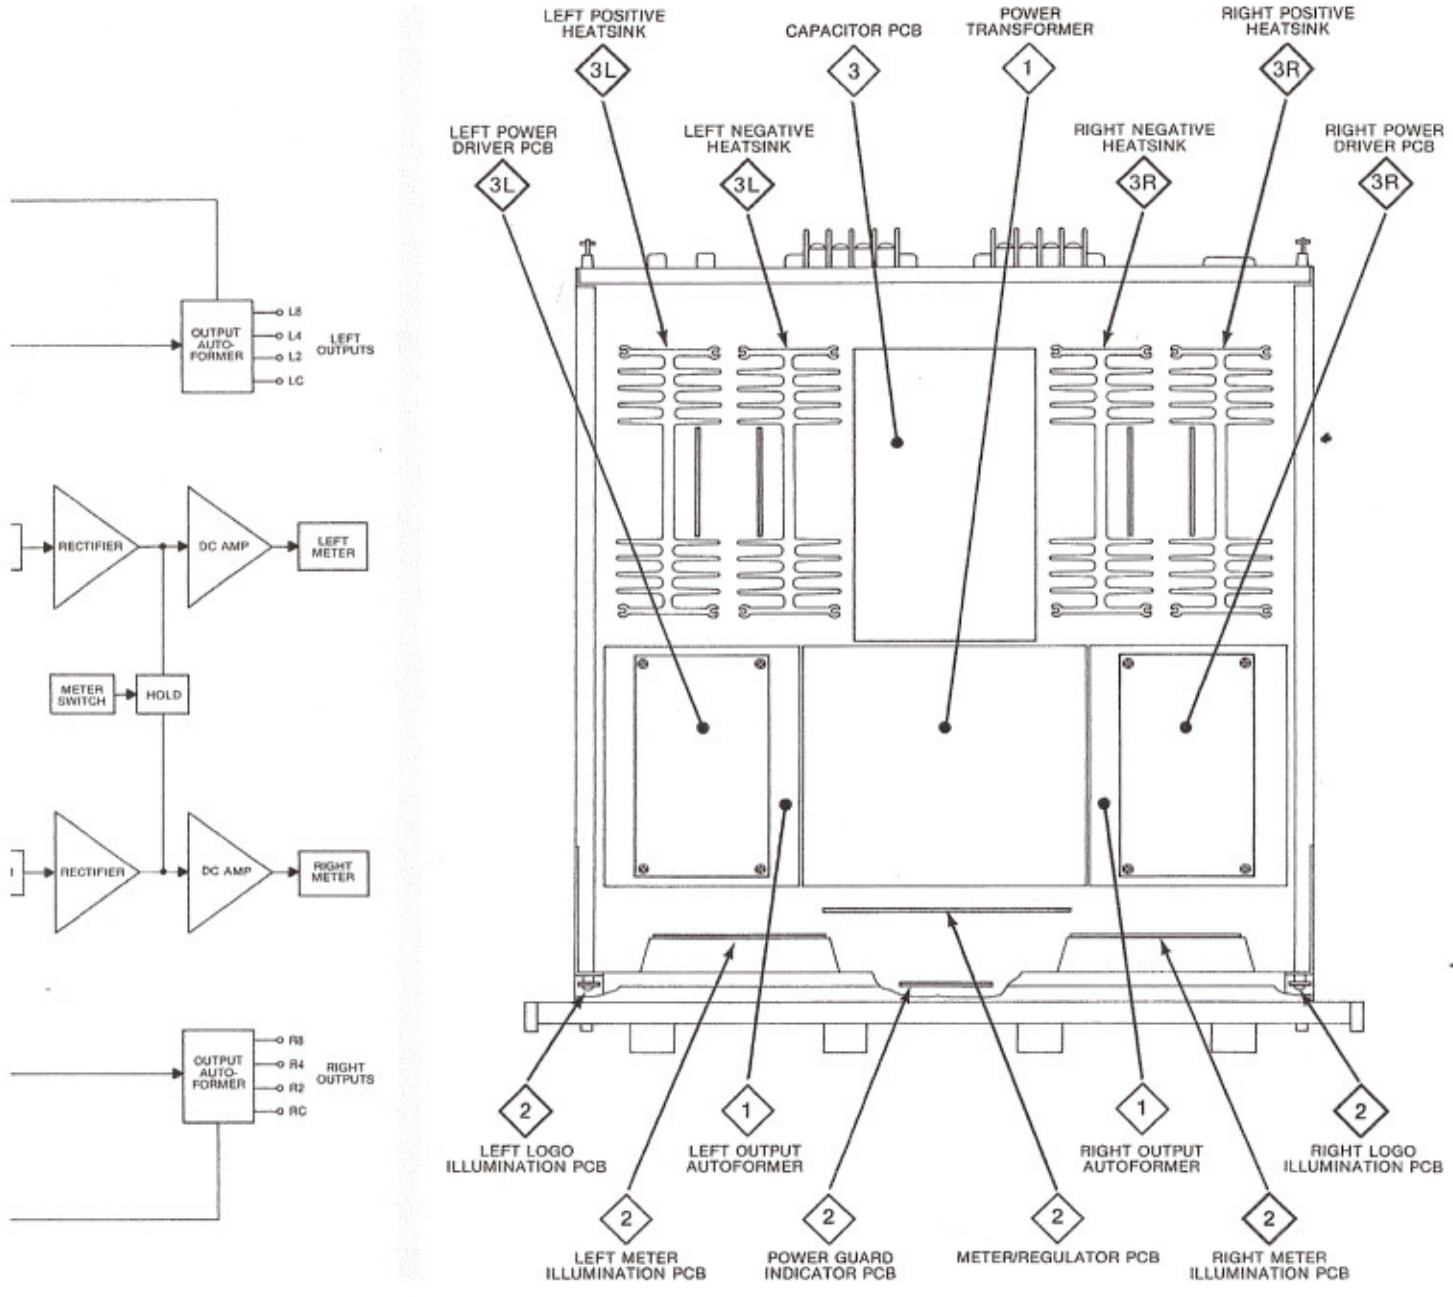 LEFT POSITIVE
HEATSINK
3L
CAPACITOR PCB
3
POWER
TRANSFORMER
1
RIGHT POSITIVE
HEATSINK
3R
LEFT POWER
DRIVER PCB
3L
LEFT NEGATIVE
HEATSINK
3L
RIGHT NEGATIVE
HEATSINK
3R
RIGHT POWER
DRIVER PCB
3R
OUTPUT
AUTO-
FORMER
L8
L4
L2
LC
LEFT
OUTPUTS
RECTIFIER
DC AMP
LEFT
METER
METER
SWITCH
HOLD
RECTIFIER
DC AMP
RIGHT
METER
OUTPUT
AUTO-
FORMER
R8
R4
R2
RC
RIGHT
OUTPUTS
2
LEFT LOGO
ILLUMINATION PCB
1
LEFT OUTPUT
AUTOFORMER
1
RIGHT OUTPUT
AUTOFORMER
2
RIGHT LOGO
ILLUMINATION PCB
2
LEFT METER
ILLUMINATION PCB
2
POWER GUARD
INDICATOR PCB
2
METER/REGULATOR PCB
2
RIGHT METER
ILLUMINATION PCB